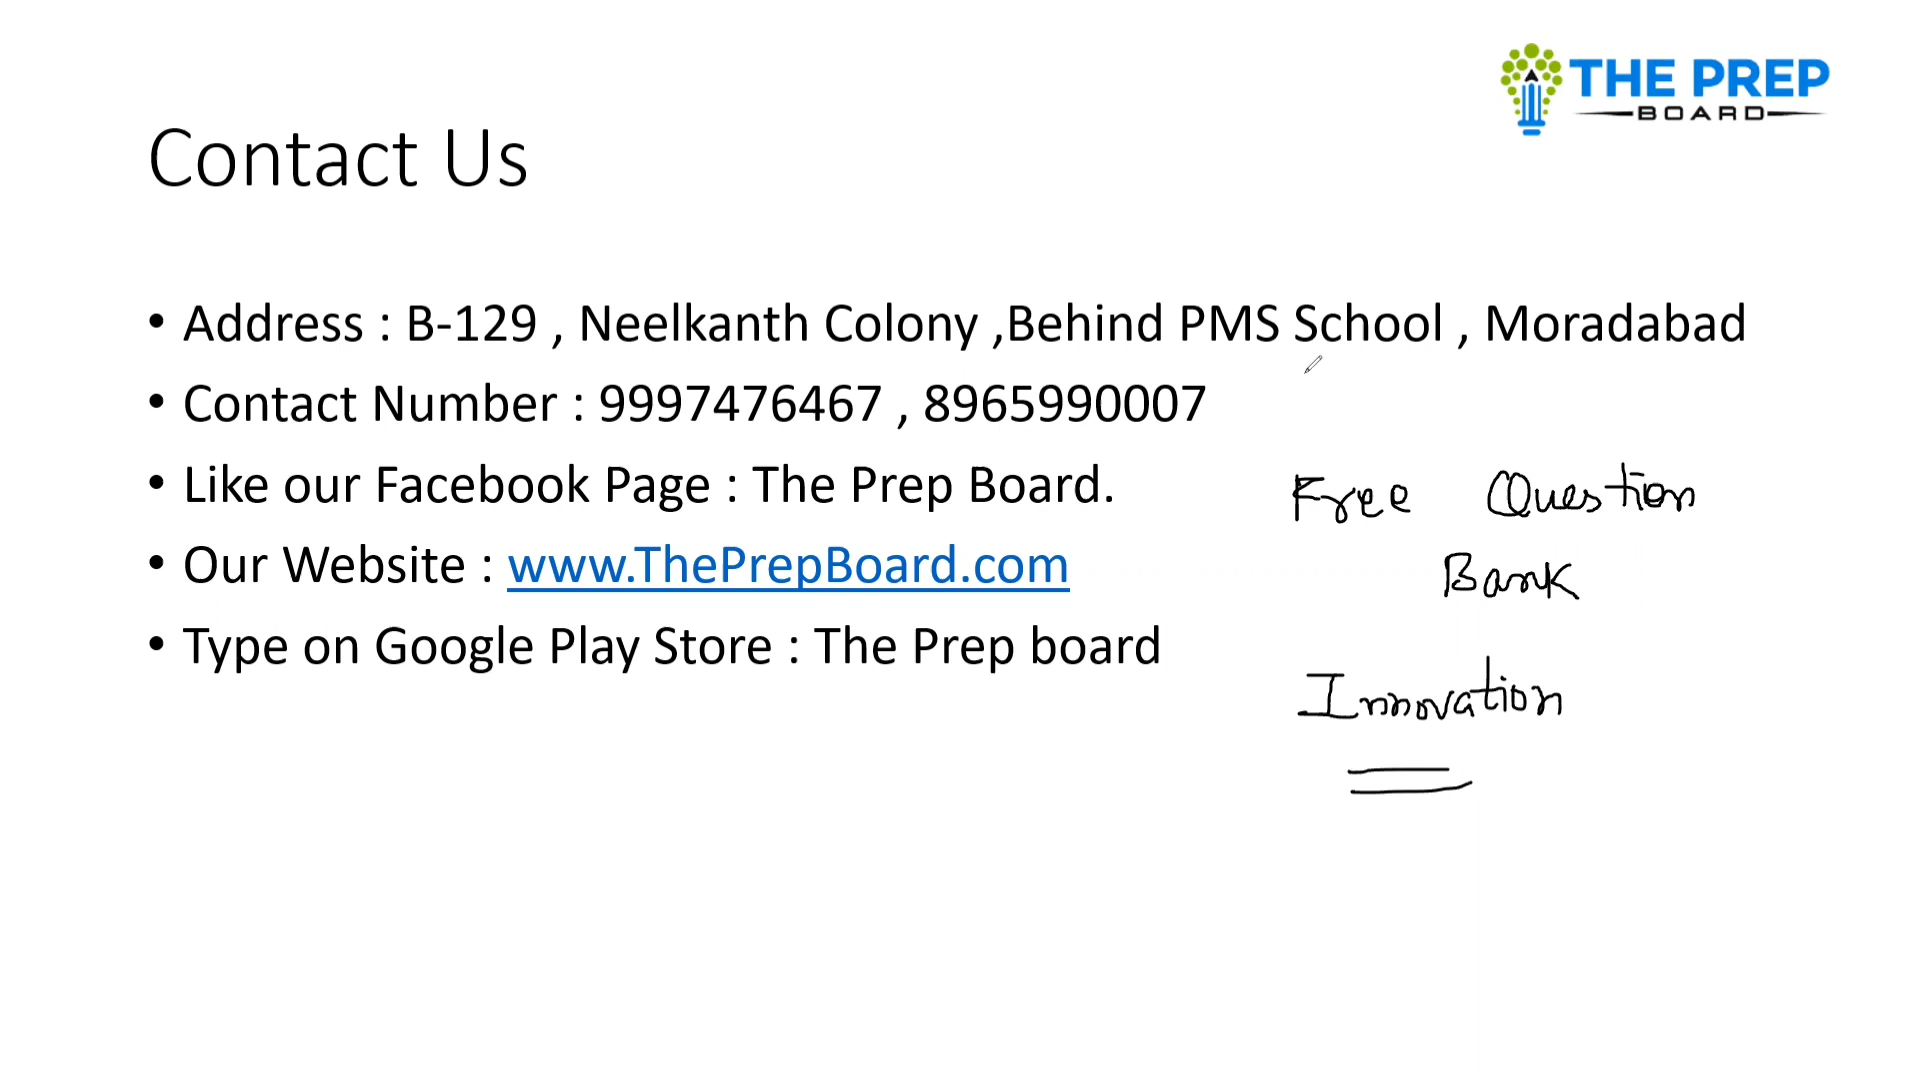 THE PREP
BOARD
Contact Us
• Address : B-129 , Neelkanth Colony ,Behind PMS School , Moradabad
• Contact Number : 9997476467 , 8965990007
• Like our Facebook Page : The Prep Board.
• Our Website : www.ThePrepBoard.com
• Type on Google Play Store : The Prep board
Free Question
Bank
Innovation